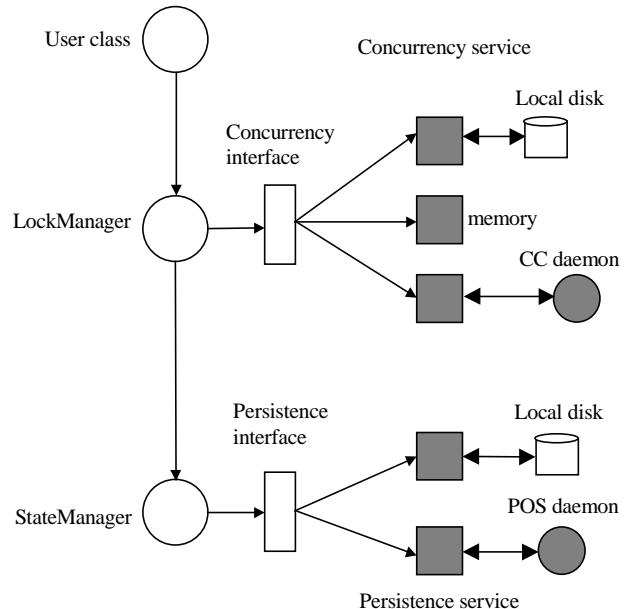 User class
Concurrency service
Local disk
Concurrency
interface
LockManager
memory
CC daemon
Persistence
interface
Local disk
StateManager
POS daemon
Persistence service